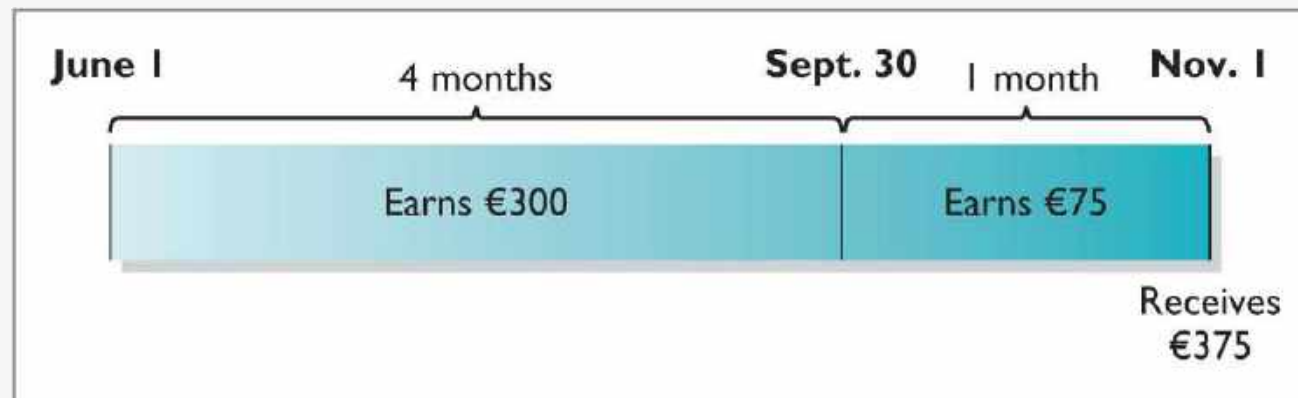 June 1
4 months
Sept. 30
1 month
Nov. 1
Earns €300
Earns €75
Receives
€375